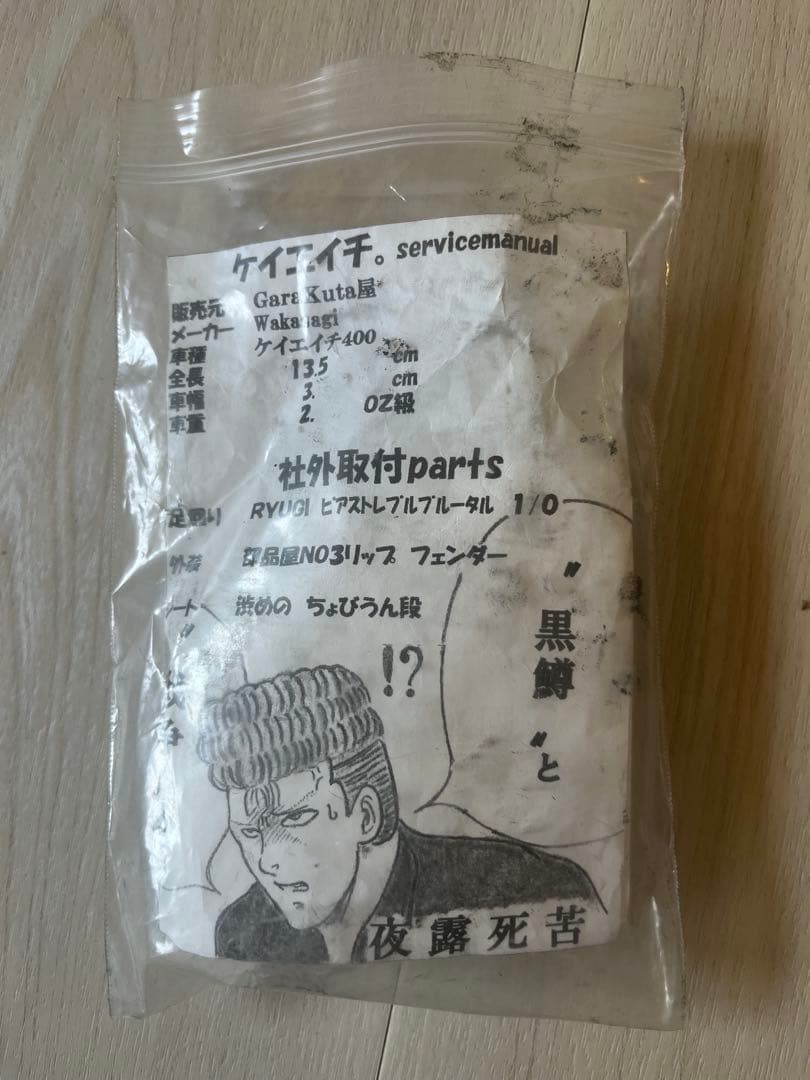 ケイエイチ。servicemanual
販売元 GaraKuta屋
メーカー Wakasagi
車種 ケイエイチ400
全長 13.5 cm
車幅 3. cm
車重 2. OZ級
社外取付parts
足回り RYUGI ピアストレブルブルータル 1/0
外装 部品屋NO3リップ フェンダー
シート 渋めの ちょびうん段
〃黒鱒〃と
!?
夜露死苦